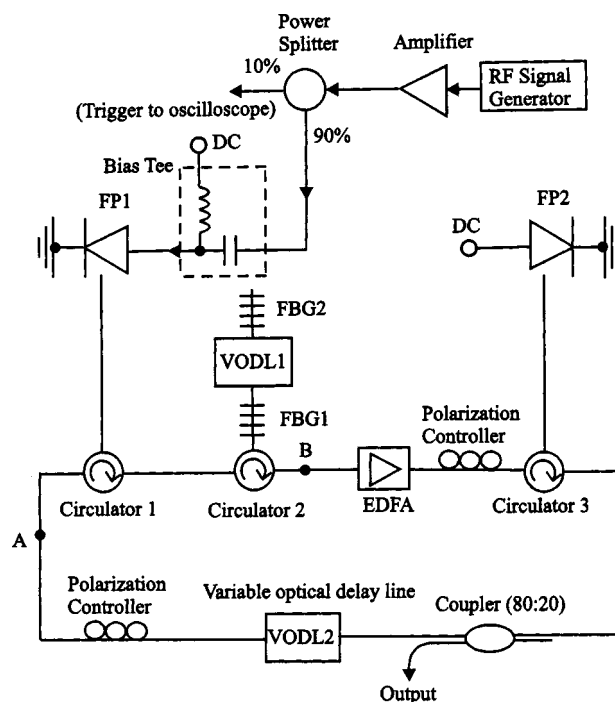 Power
Splitter
Amplifier
10%
RF Signal
Generator
(Trigger to oscilloscope)
90%
DC
Bias Tee
FP1
FP2
DC
FBG2
VODL1
FBG1
Polarization
Controller
B
Circulator 1
Circulator 2
EDFA
Circulator 3
A
Polarization
Controller
Variable optical delay line
Coupler (80:20)
VODL2
Output